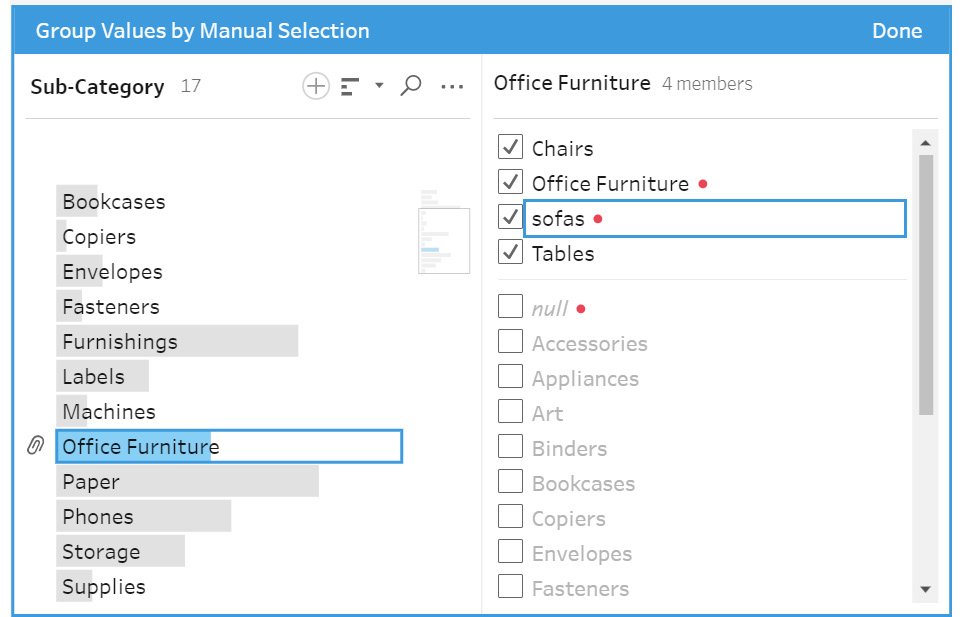 Group Values by Manual Selection Done
Sub-Category 17
Bookcases
Copiers
Envelopes
Fasteners
Furnishings
Labels
Machines
Office Furniture
Paper
Phones
Storage
Supplies
Office Furniture 4 members
Chairs
Office Furniture
sofas
Tables
null
Accessories
Appliances
Art
Binders
Bookcases
Copiers
Envelopes
Fasteners